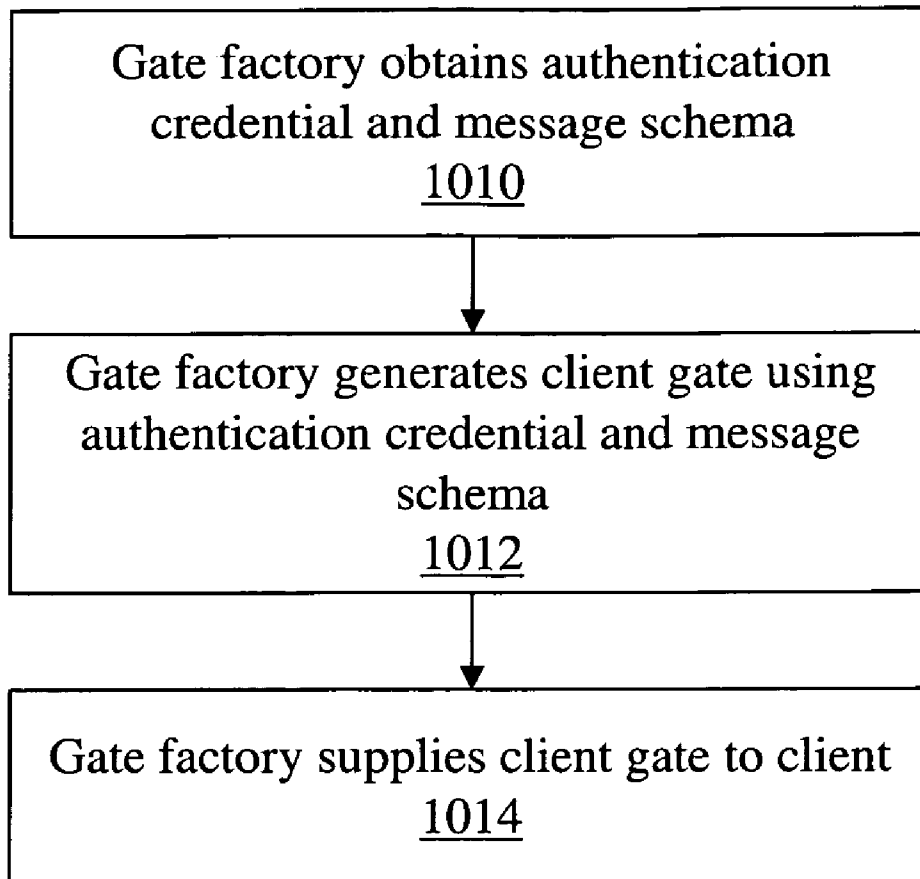 Gate factory obtains authentication
credential and message schema
1010
Gate factory generates client gate using
authentication credential and message
schema
1012
Gate factory supplies client gate to client
1014